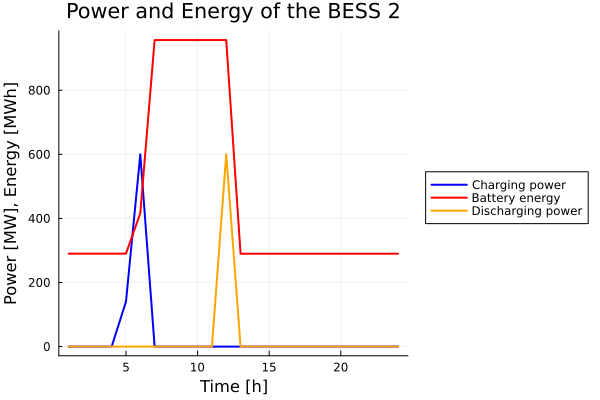 Power and Energy of the BESS 2
Power [MW], Energy [MWh]
800
600
400
200
0
5
10
15
20
Time [h]
Charging power
Battery energy
Discharging power